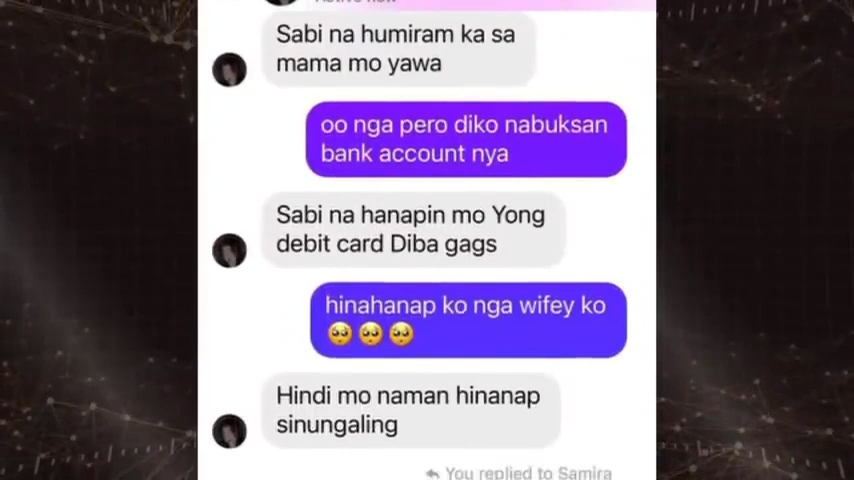 Sabi na humiram ka sa
mama mo yawa
oo nga pero diko nabuksan
bank account nya
Sabi na hanapin mo Yong
debit card Diba gags
hinahanap ko nga wifey ko
🥺🥺🥺
Hindi mo naman hinanap
sinungaling
You replied to Samira